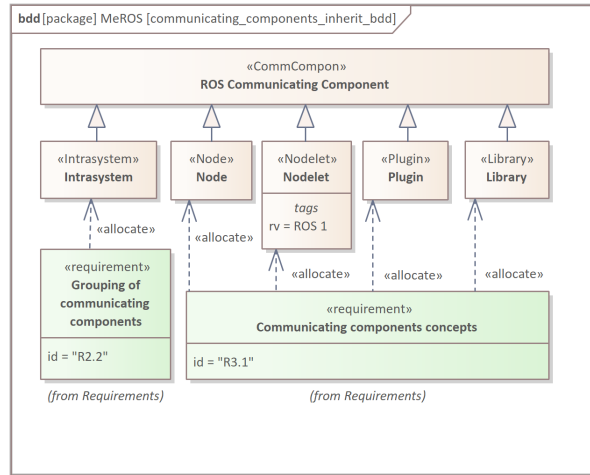 bdd [package] MeROS [communicating_components_inherit_bdd]
«CommCompon»
ROS Communicating Component
«Intrasystem»
Intrasystem
«Node»
Node
«Nodelet»
Nodelet
tags
rv = ROS 1
«Plugin»
Plugin
«Library»
Library
«allocate»
«allocate»
«allocate»
«allocate»
«allocate»
«requirement»
Grouping of
communicating
components
id = "R2.2"
(from Requirements)
«requirement»
Communicating components concepts
id = "R3.1"
(from Requirements)